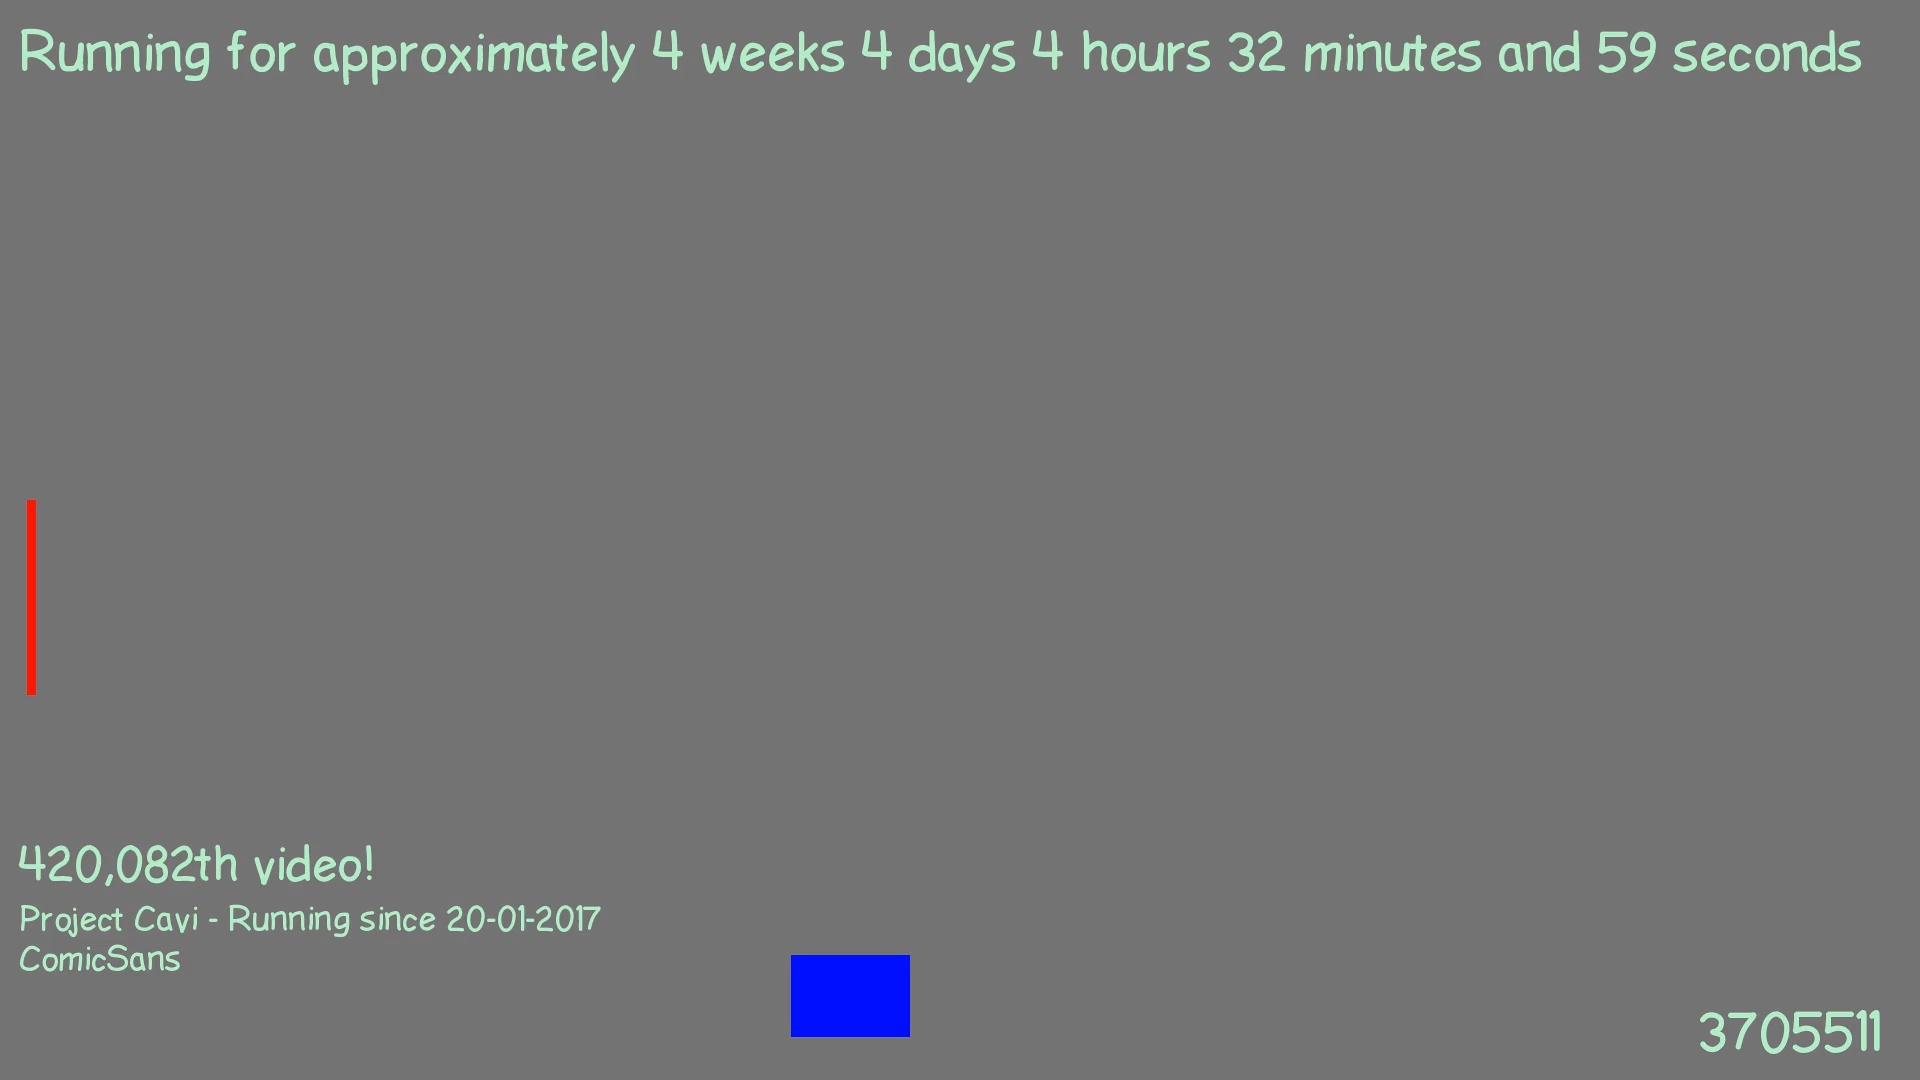 Running for approximately 4 weeks 4 days 4 hours 32 minutes and 59 seconds
420,082th video!
Project Cavi - Running since 20-01-2017
ComicSans
3705511